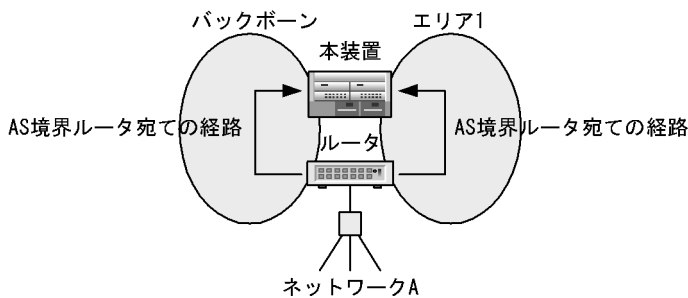 バックボーン
エリア1
本装置
AS境界ルータ宛ての経路
AS境界ルータ宛ての経路
ルータ
ネットワークA